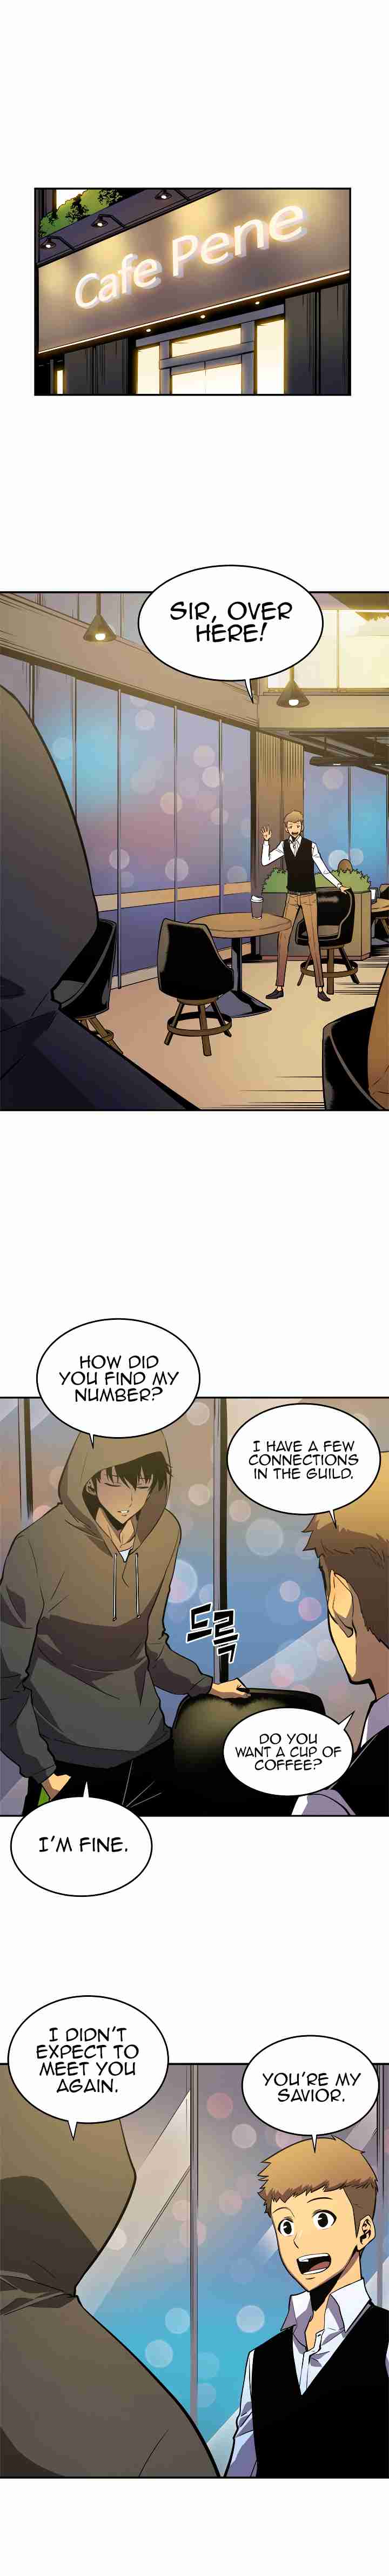 Cafe Pene
SIR, OVER
HERE!
HOW DID
YOU FIND MY
NUMBER?
I HAVE A FEW
CONNECTIONS
IN THE GUILD.
드륵
DO YOU
WANT A CUP OF
COFFEE?
I'M FINE.
I DIDN'T
EXPECT TO
MEET YOU
AGAIN.
YOU'RE MY
SAVIOR.